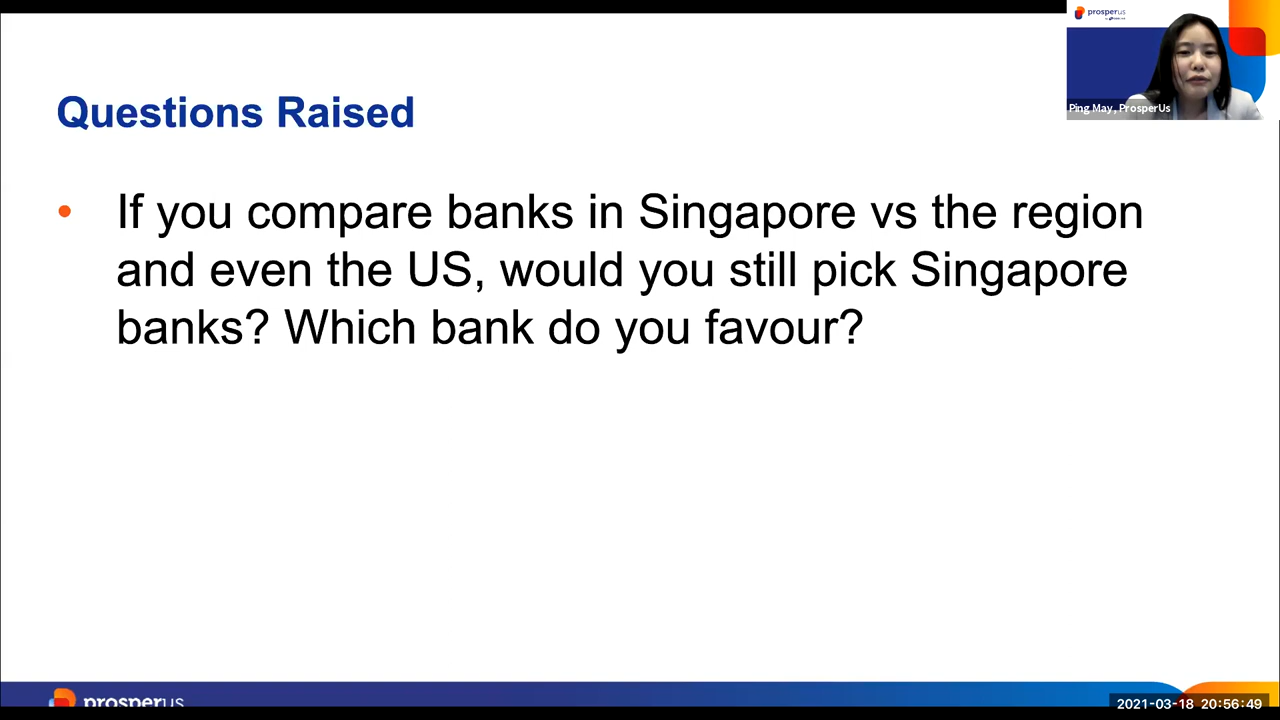 prosperus
Ping May, ProsperUs
Questions Raised
• If you compare banks in Singapore vs the region
and even the US, would you still pick Singapore
banks? Which bank do you favour?
prosperus
2021-03-18 20:56:49